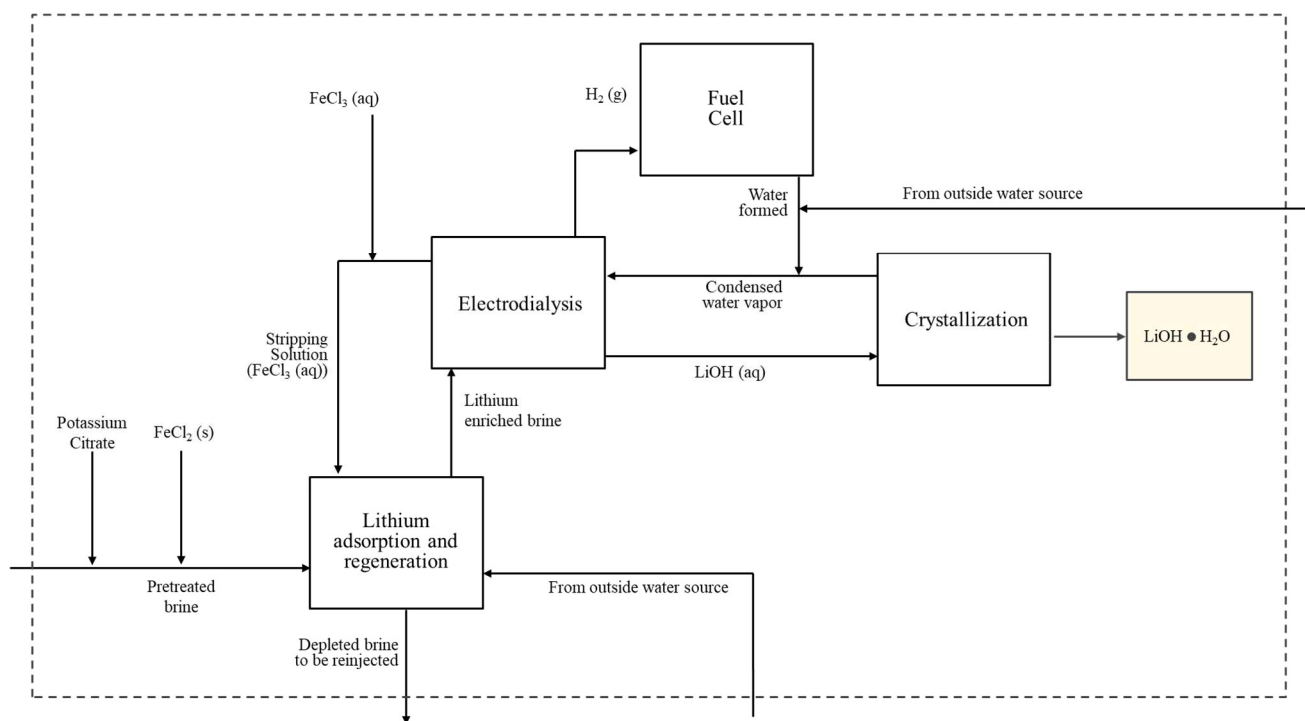 FeCl₃ (aq)
H₂ (g)
Fuel
Cell
Water
formed
From outside water source
Electrodialysis
Condensed
water vapor
Crystallization
LiOH ● H₂O
Stripping
Solution
(FeCl₃ (aq))
LiOH (aq)
Lithium
enriched brine
Potassium
Citrate
FeCl₂ (s)
Lithium
adsorption and
regeneration
Pretreated
brine
From outside water source
Depleted brine
to be reinjected